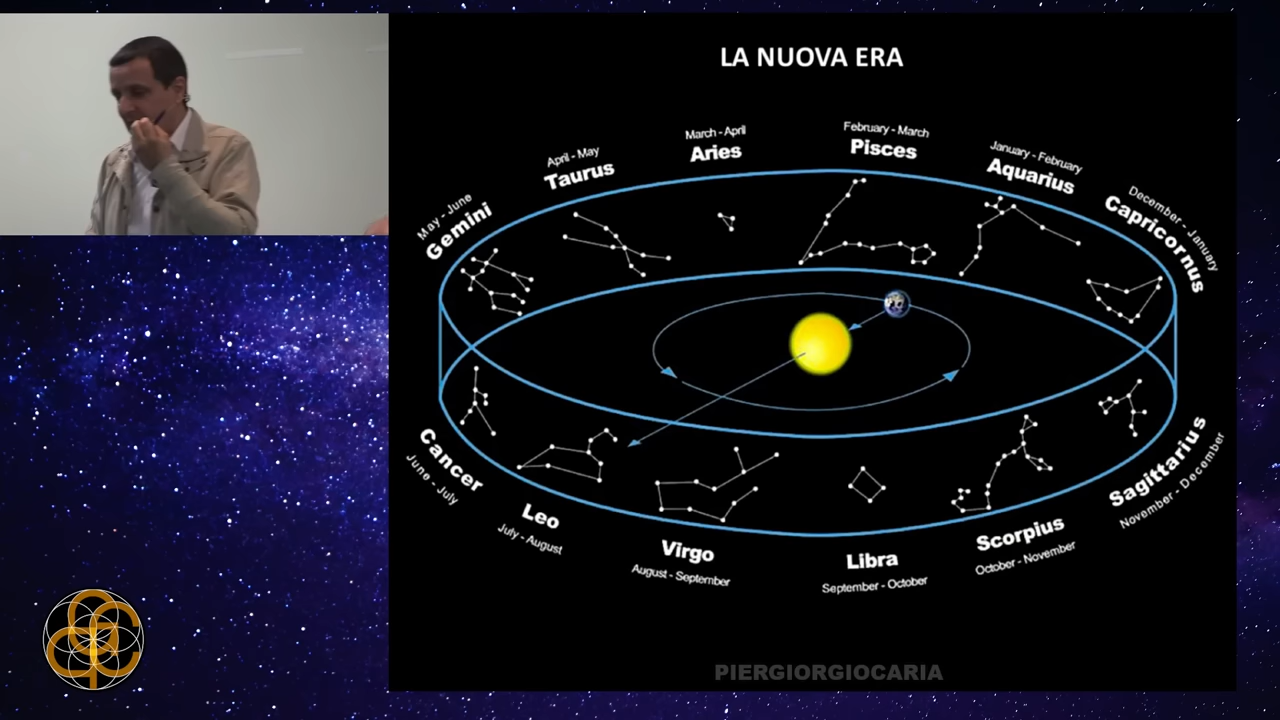 LA NUOVA ERA
March - April
Aries
February - March
Pisces
April - May
Taurus
January - February
Aquarius
May - June
Gemini
December - January
Capricornus
Cancer
June - July
Leo
July - August
Virgo
August - September
Libra
September - October
Scorpius
October - November
Sagittarius
November - December
PIERGIORGIOCARIA